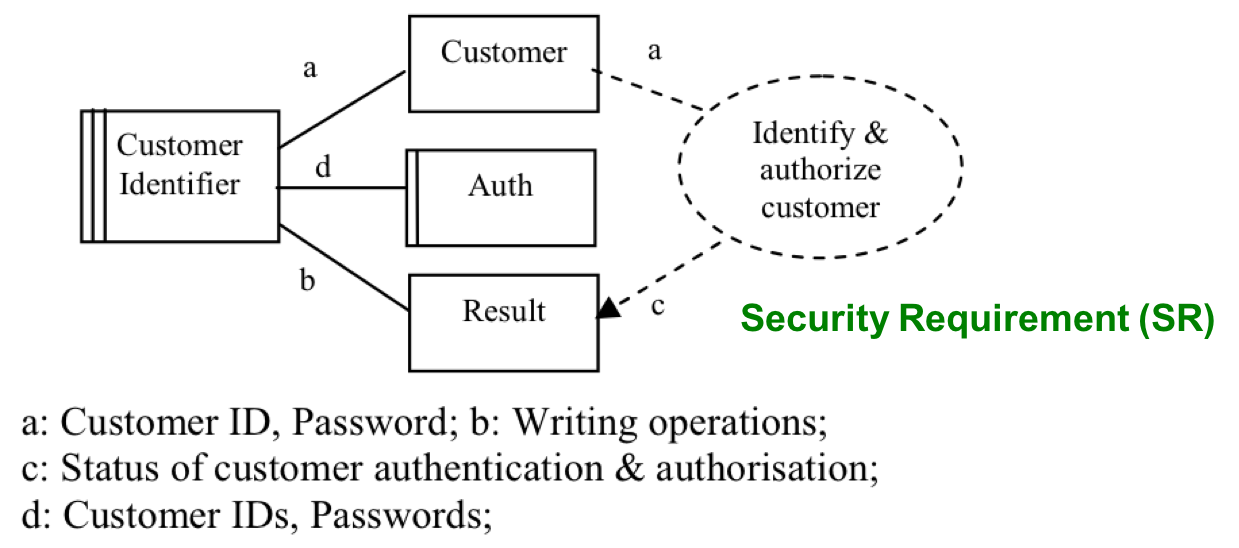 Customer
a
a
Customer
Identifier
d
Auth
Identify &
authorize
customer
b
Result
c
Security Requirement (SR)
a: Customer ID, Password; b: Writing operations;
c: Status of customer authentication & authorisation;
d: Customer IDs, Passwords;